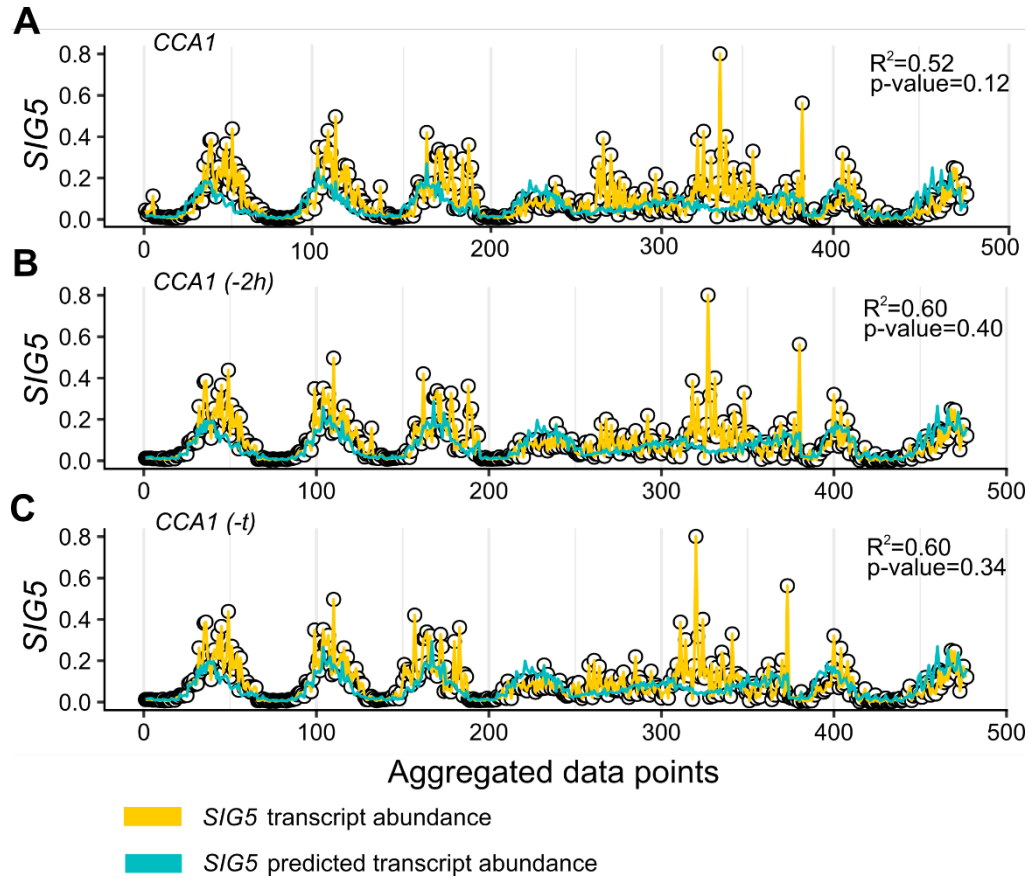 A
CCA1
R²=0.52
p-value=0.12
SIG5
0.8
0.6
0.4
0.2
0.0
0 100 200 300 400 500
B
CCA1 (-2h)
R²=0.60
p-value=0.40
SIG5
0.8
0.6
0.4
0.2
0.0
0 100 200 300 400 500
C
CCA1 (-t)
R²=0.60
p-value=0.34
SIG5
0.8
0.6
0.4
0.2
0.0
0 100 200 300 400 500
Aggregated data points
SIG5 transcript abundance
SIG5 predicted transcript abundance